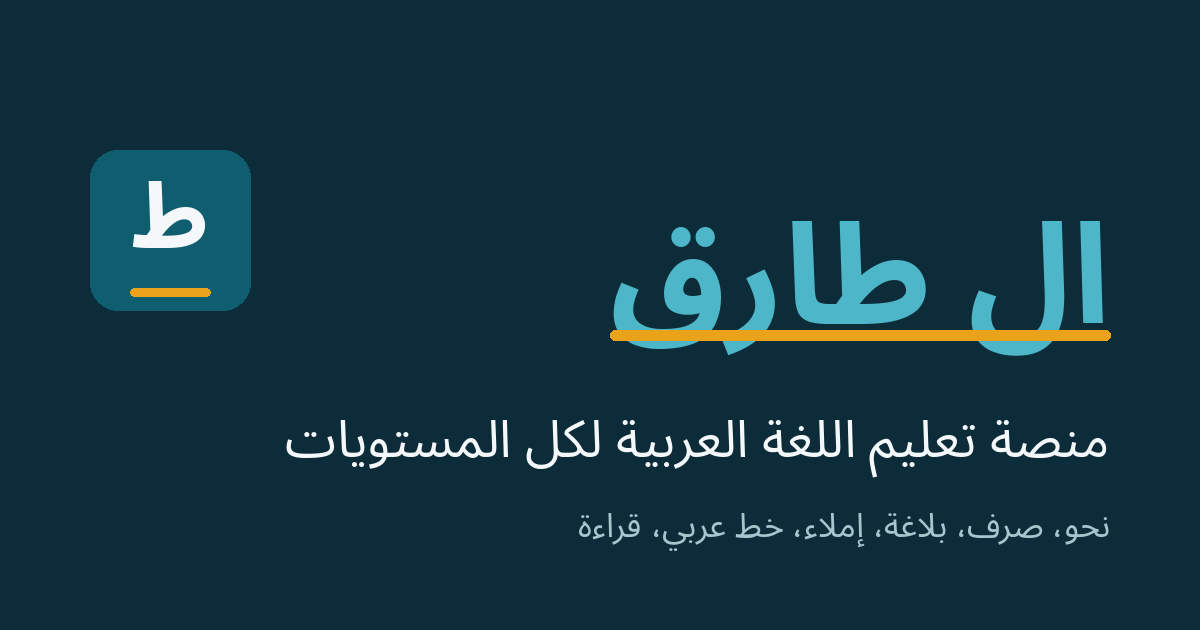 ط
ال طارق
منصة تعليم اللغة العربية لكل المستويات
نحو، صرف، بلاغة، إملاء، خط عربي، قراءة